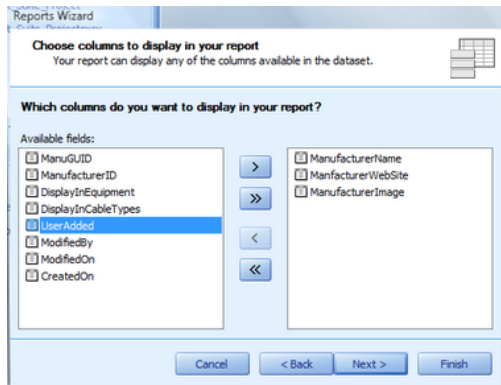 Reports Wizard
Choose columns to display in your report
Your report can display any of the columns available in the dataset.
Which columns do you want to display in your report?
Available fields:
ManuGUID
ManufacturerID
DisplayInEquipment
DisplayInCableTypes
UserAdded
ModifiedBy
ModifiedOn
CreatedOn
>
»
<
«
ManufacturerName
ManfacturerWebSite
ManufacturerImage
Cancel
< Back
Next >
Finish